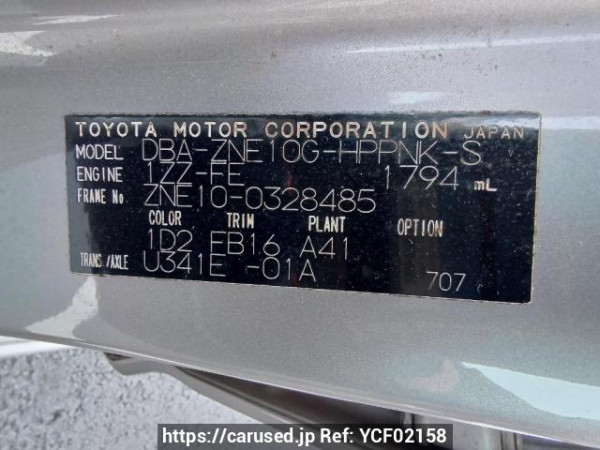 TOYOTA MOTOR CORPORATION JAPAN
MODEL DBA-ZNE10G-HPPNK-S
ENGINE 1ZZ-FE 1794 mL
FRAME No ZNE10-0328485
COLOR TRIM PLANT OPTION
1D2 FB16 A41
TRANS/AXLE U341E -01A 707
https://carused.jp Ref: YCF02158